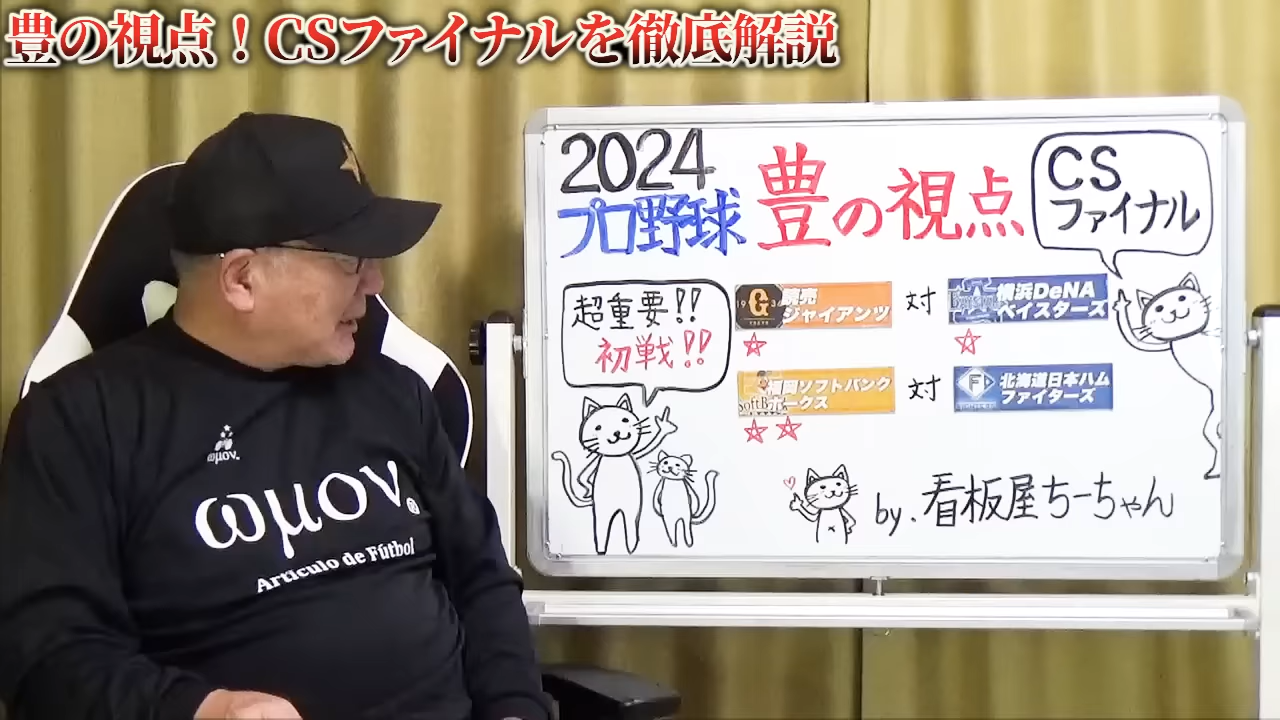 豊の視点！CSファイナルを徹底解説
2024
プロ野球
豊の視点
CS
ファイナル
超重要!!
初戦!!
G
読売
ジャイアンツ
対
横浜DeNA
ベイスターズ
福岡ソフトバンク
ホークス
対
F
北海道日本ハム
ファイターズ
by.看板屋ちーちゃん
ωμον.
ωμον.®
Artículo de Fútbol